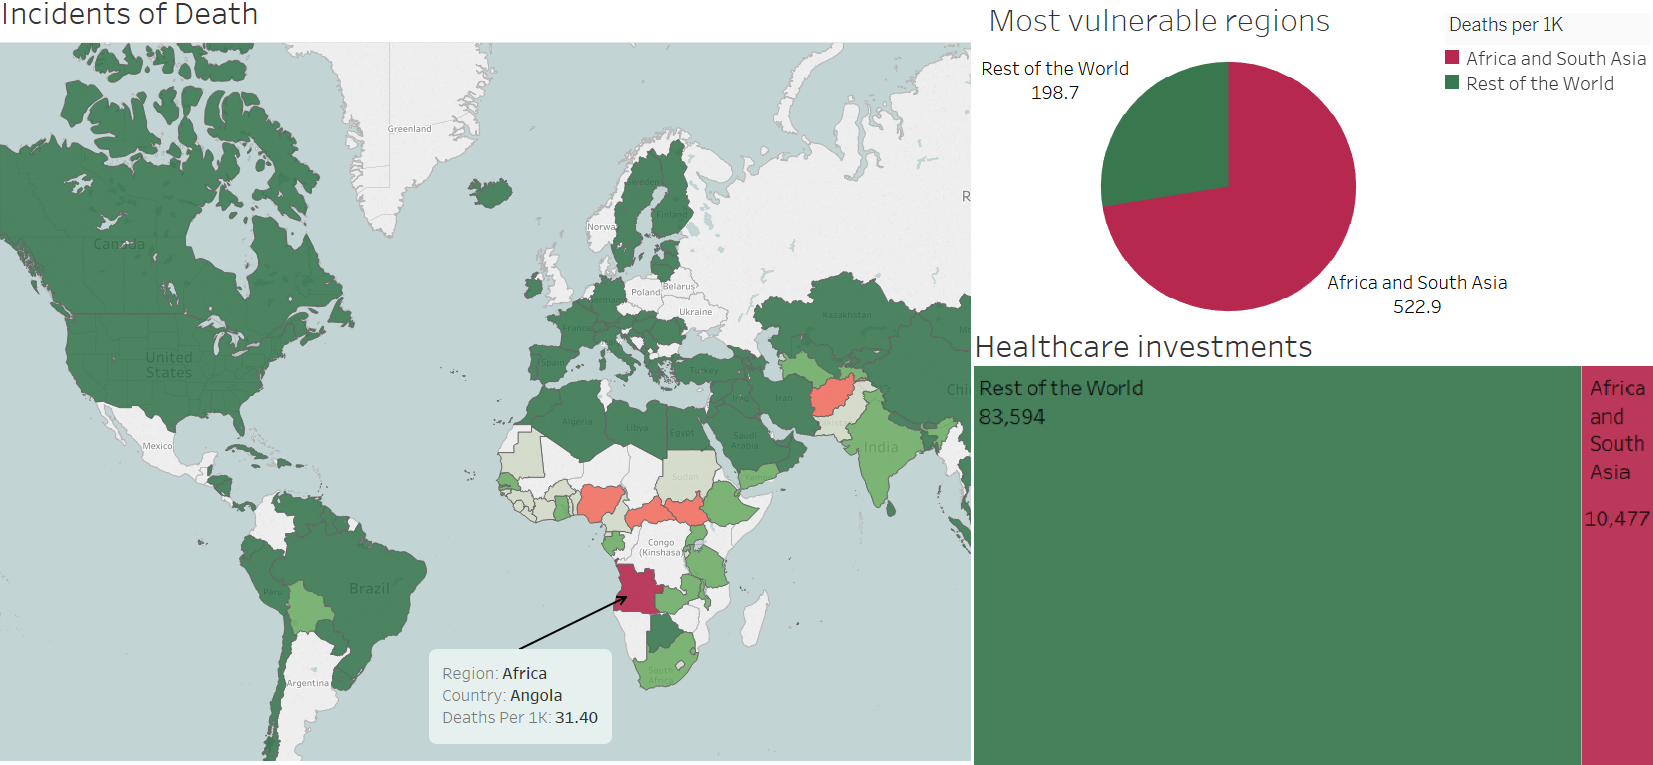 Incidents of Death
Greenland
Canada
United
States
Mexico
Peru
Brazil
Argentina
Sweden
Finland
Norwa
Poland
Belarus
Germany
Ukraine
France
Spain
Turkey
Kazakhstan
Algeria
Libya
Egypt
Iraq
Iran
Saudi
Arabia
Yemen
Sudan
India
Chi
R
Congo
(Kinshasa)
South
Africa
Region: Africa
Country: Angola
Deaths Per 1K: 31.40
Most vulnerable regions
Deaths per 1K
Africa and South Asia
Rest of the World
Rest of the World
198.7
Africa and South Asia
522.9
Healthcare investments
Rest of the World
83,594
Africa
and
South
Asia
10,477